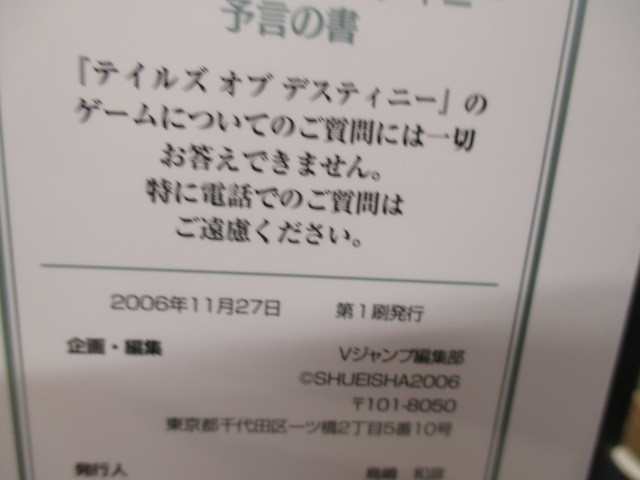 予言の書
『テイルズ オブ デスティニー』の
ゲームについてのご質問には一切
お答えできません。
特に電話でのご質問は
ご遠慮ください。
2006年11月27日 第1刷発行
企画・編集 Vジャンプ編集部
©SHUEISHA2006
〒101-8050
東京都千代田区一ツ橋2丁目5番10号
発行人